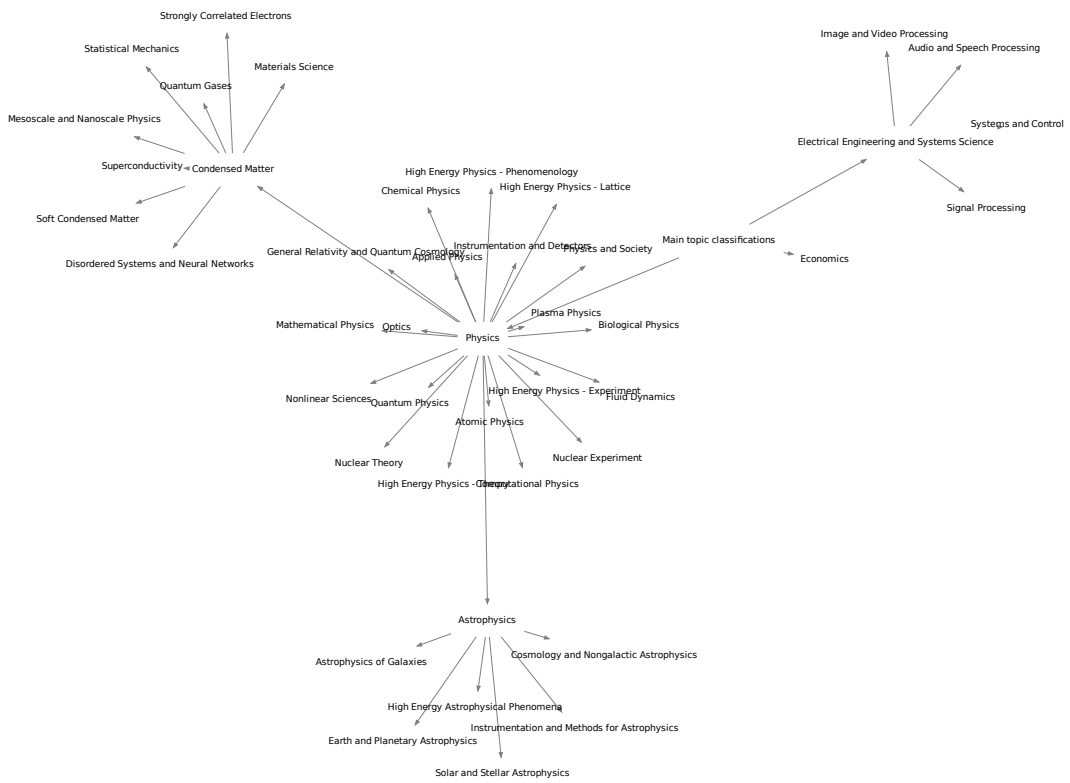 Strongly Correlated Electrons
Image and Video Processing
Statistical Mechanics
Audio and Speech Processing
Materials Science
Quantum Gases
Mesoscale and Nanoscale Physics
Systems and Control
Electrical Engineering and Systems Science
Superconductivity
Condensed Matter
High Energy Physics - Phenomenology
Chemical Physics
High Energy Physics - Lattice
Soft Condensed Matter
Signal Processing
Main topic classifications
General Relativity and Quantum Cosmology
Instrumentation and Detectors
Physics and Society
Applied Physics
Economics
Disordered Systems and Neural Networks
Plasma Physics
Mathematical Physics
Optics
Biological Physics
Physics
High Energy Physics - Experiment
Fluid Dynamics
Nonlinear Sciences
Quantum Physics
Atomic Physics
Nuclear Experiment
Nuclear Theory
High Energy Physics - Theory
Computational Physics
Astrophysics
Cosmology and Nongalactic Astrophysics
Astrophysics of Galaxies
High Energy Astrophysical Phenomena
Instrumentation and Methods for Astrophysics
Earth and Planetary Astrophysics
Solar and Stellar Astrophysics